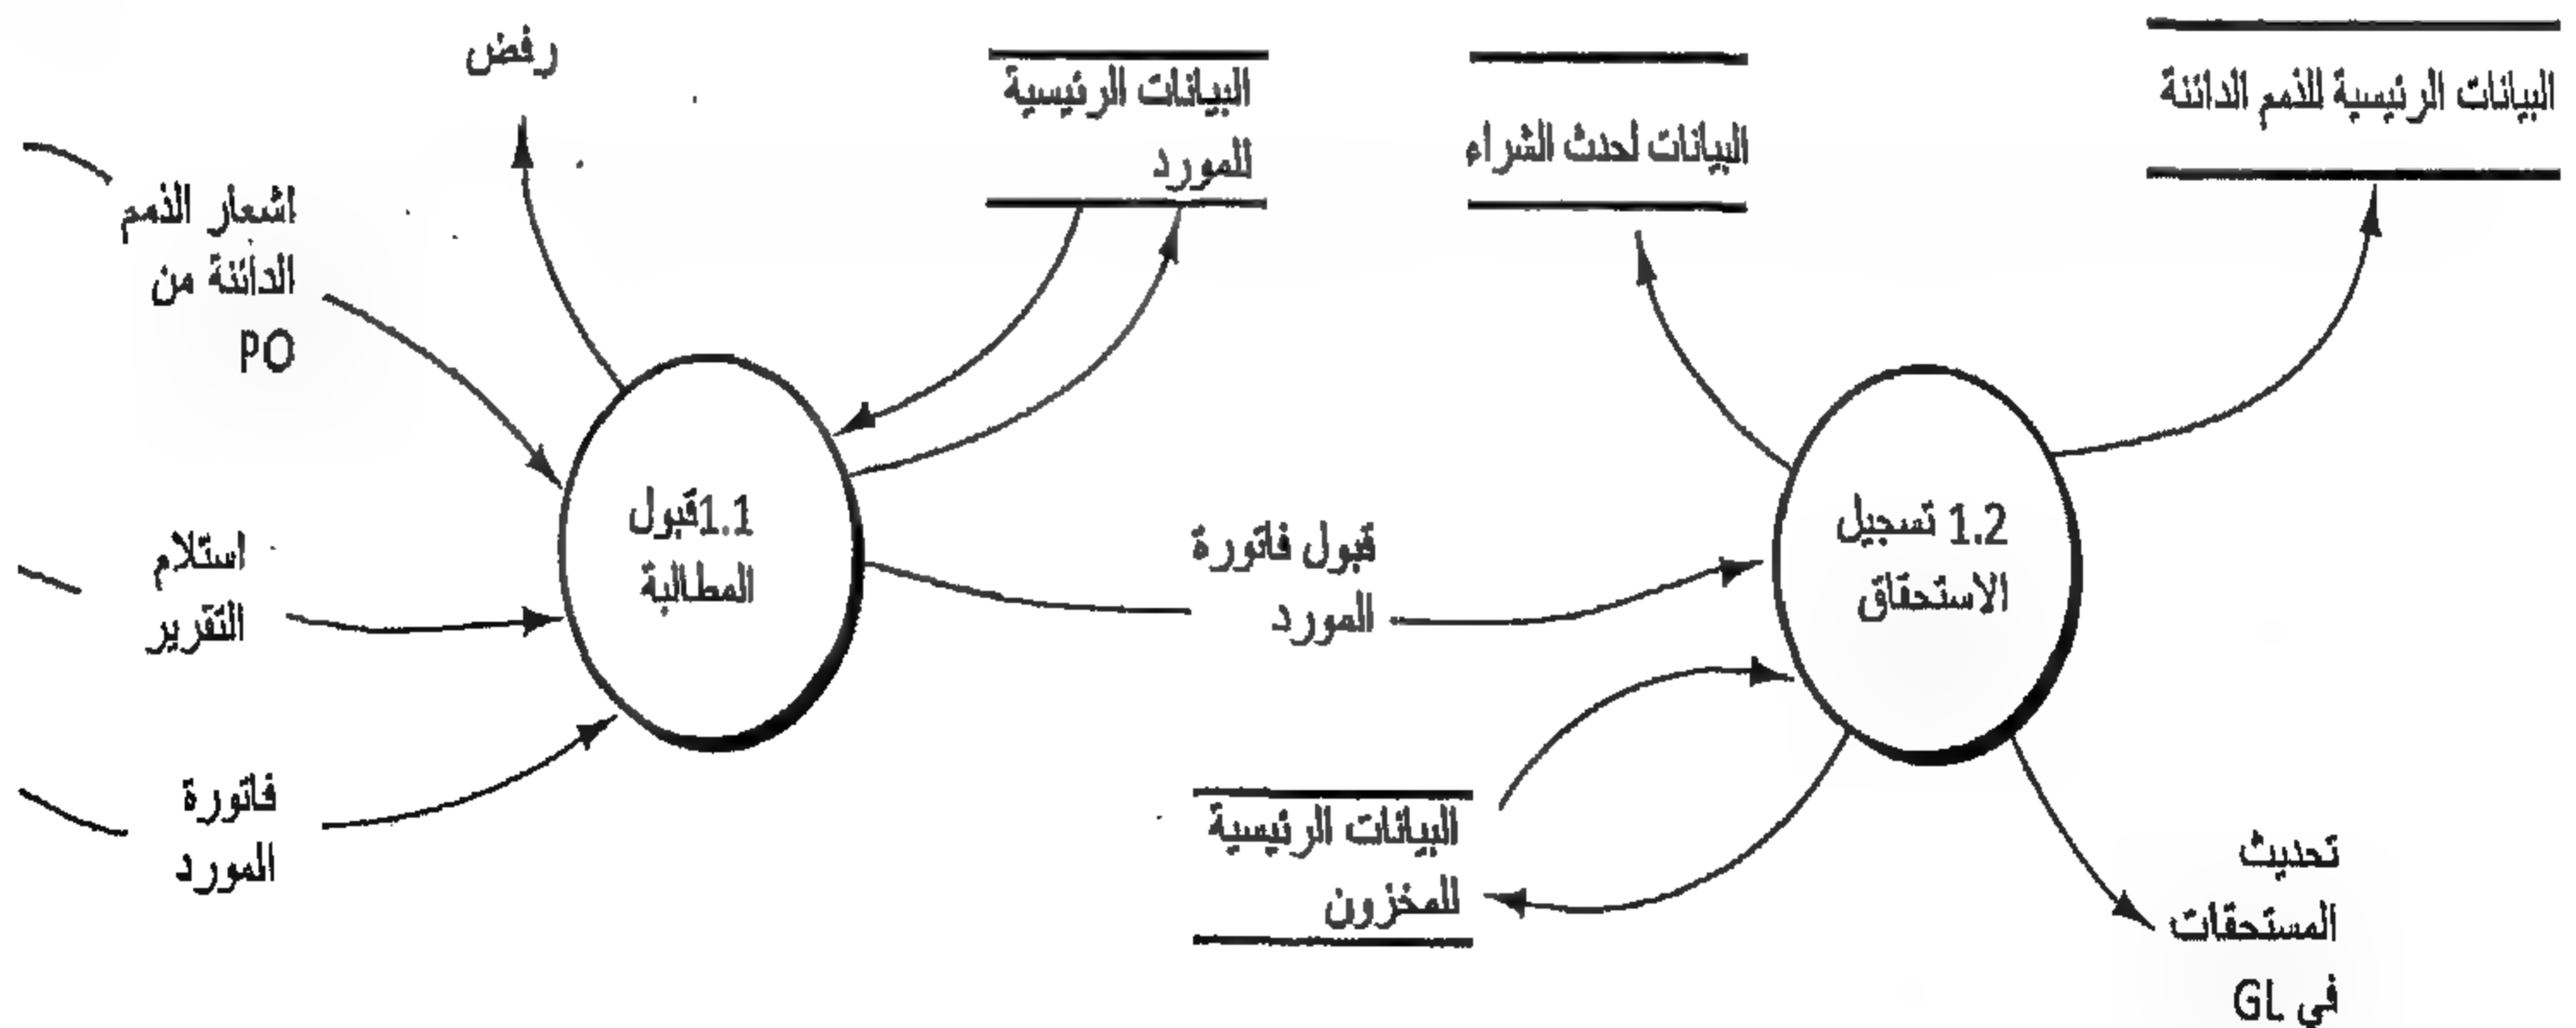 رفض
البيانات الرئيسية
للمورد
البيانات لحدث الشراء
البيانات الرئيسية للذمم الدائنة
اشعار الذمم
الدائنة من
PO
1.1قبول
المطالبة
استلام
التقرير
فاتورة
المورد
قبول فاتورة
المورد
1.2 تسجيل
الاستحقاق
البيانات الرئيسية
للمخزون
تحديث
المستحقات
في GL